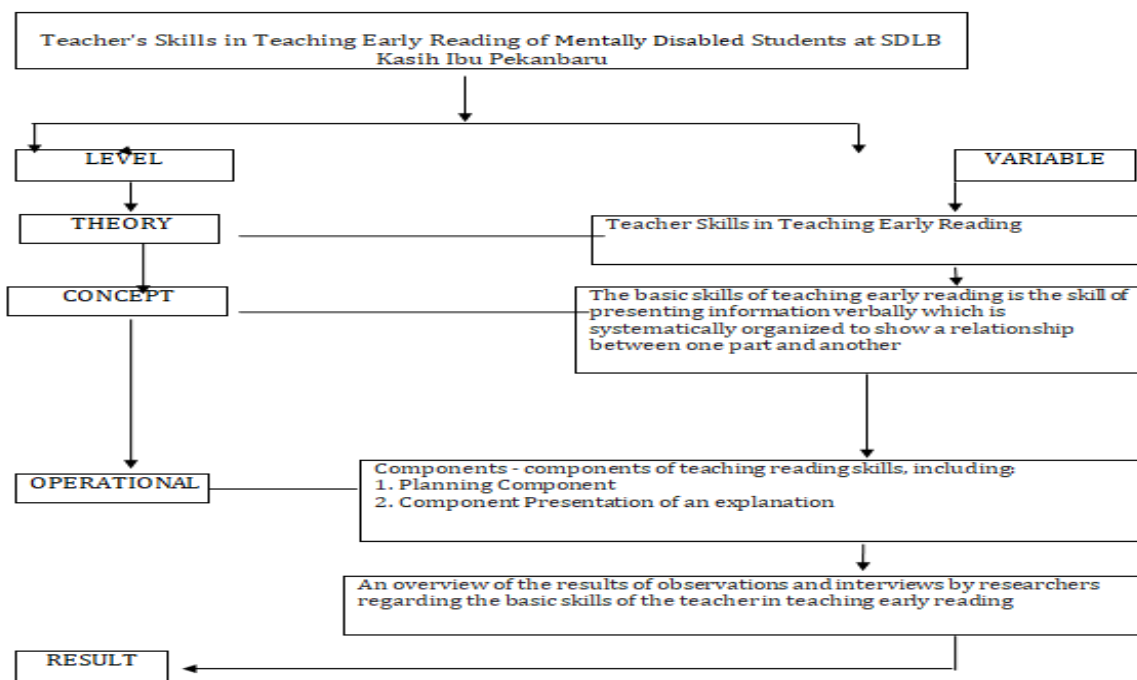 Teacher's Skills in Teaching Early Reading of Mentally Disabled Students at SDLB
Kasih Ibu Pekanbaru
LEVEL
VARIABLE
THEORY
Teacher Skills in Teaching Early Reading
CONCEPT
The basic skills of teaching early reading is the skill of
presenting information verbally which is
systematically organized to show a relationship
between one part and another
OPERATIONAL
Components - components of teaching reading skills, including:
1. Planning Component
2. Component Presentation of an explanation
An overview of the results of observations and interviews by researchers
regarding the basic skills of the teacher in teaching early reading
RESULT